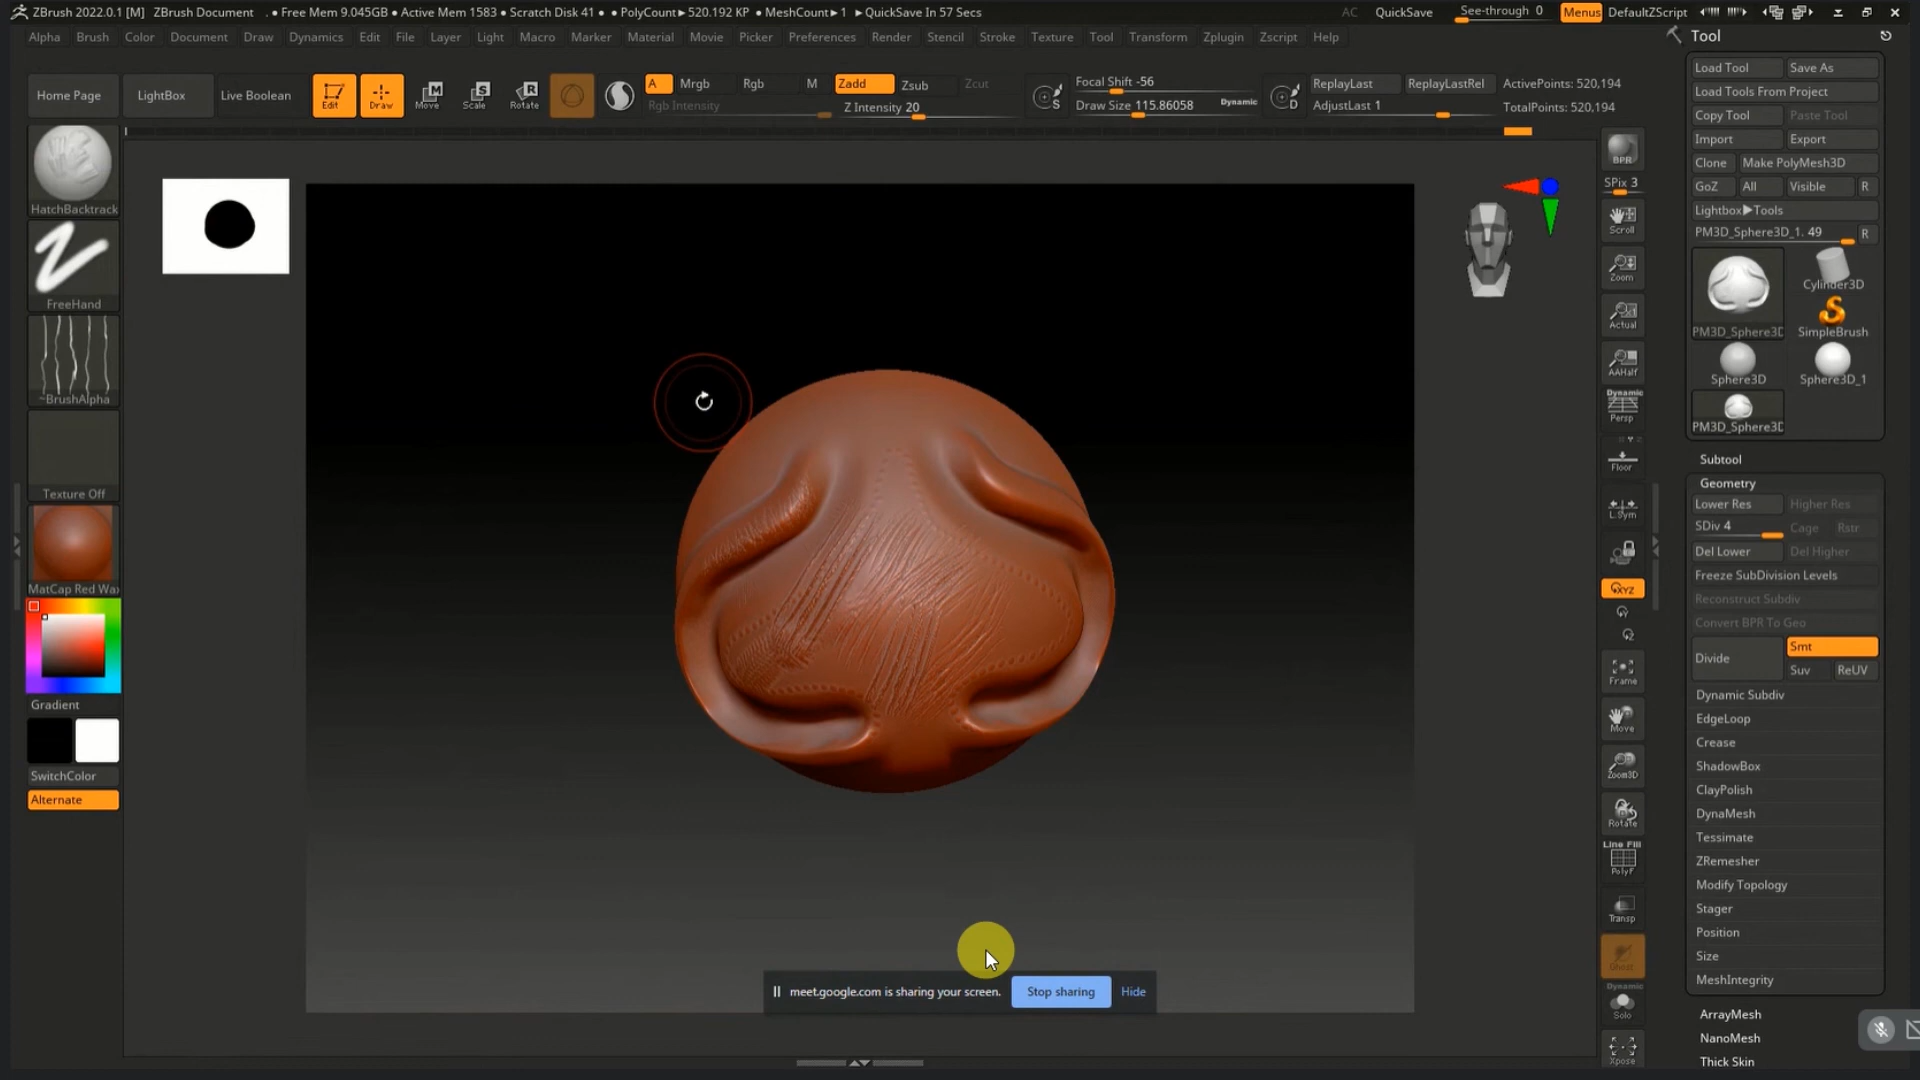 ZBrush 2022.0.1 [M] ZBrush Document . • Free Mem 9.045GB • Active Mem 1583 • Scratch Disk 41 • • PolyCount▶ 520.192 KP • MeshCount▶ 1 ▶QuickSave In 57 Secs AC QuickSave See-through 0 Menus DefaultZScript
Alpha Brush Color Document Draw Dynamics Edit File Layer Light Macro Marker Material Movie Picker Preferences Render Stencil Stroke Texture Tool Transform Zplugin Zscript Help
Tool
Home Page LightBox Live Boolean Edit Draw Move Scale Rotate
A Mrgb Rgb M Zadd Zsub Zcut
Rgb Intensity Z Intensity 20
Focal Shift -56
Draw Size 115.86058 Dynamic
S D
ReplayLast ReplayLastRel ActivePoints: 520,194
AdjustLast 1 TotalPoints: 520,194
HatchBacktrack
FreeHand
~BrushAlpha
Texture Off
MatCap Red Wax
Gradient
SwitchColor
Alternate
BPR
SPix 3
Scroll
Zoom
Actual
AAHalf
Dynamic
Persp
Floor
L.Sym
XYZ
Frame
Move
Zoom3D
Rotate
Line Fill
PolyF
Transp
Ghost
Dynamic
Solo
Xpose
Load Tool Save As
Load Tools From Project
Copy Tool Paste Tool
Import Export
Clone Make PolyMesh3D
GoZ All Visible R
Lightbox▶Tools
PM3D_Sphere3D_1. 49 R
PM3D_Sphere3D Cylinder3D
SimpleBrush
Sphere3D Sphere3D_1
PM3D_Sphere3D
Subtool
Geometry
Lower Res Higher Res
SDiv 4 Cage Rstr
Del Lower Del Higher
Freeze SubDivision Levels
Reconstruct Subdiv
Convert BPR To Geo
Divide Smt
Suv ReUV
Dynamic Subdiv
EdgeLoop
Crease
ShadowBox
ClayPolish
DynaMesh
Tessimate
ZRemesher
Modify Topology
Stager
Position
Size
MeshIntegrity
ArrayMesh
NanoMesh
Thick Skin
meet.google.com is sharing your screen. Stop sharing Hide